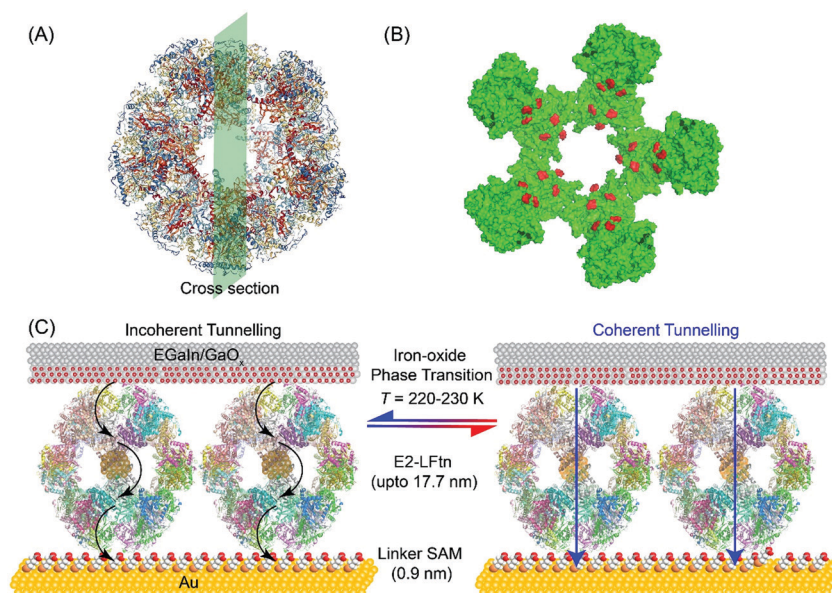 (A)
(B)
Cross section
(C)
Incoherent Tunnelling
EGaIn/GaOₓ
Iron-oxide
Phase Transition
T = 220-230 K
E2-LFtn
(upto 17.7 nm)
Linker SAM
(0.9 nm)
Au
Coherent Tunnelling